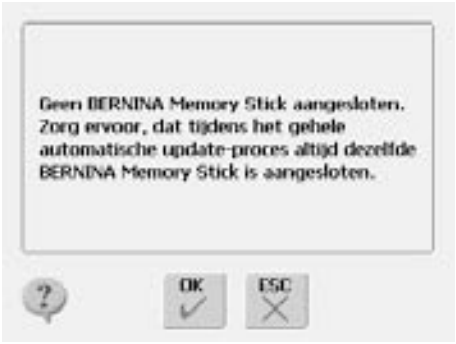 Geen BERNINA Memory Stick aangesloten.
Zorg ervoor, dat tijdens het gehele
automatische update-proces altijd dezelfde
BERNINA Memory Stick is aangesloten.
?
OK
ESC